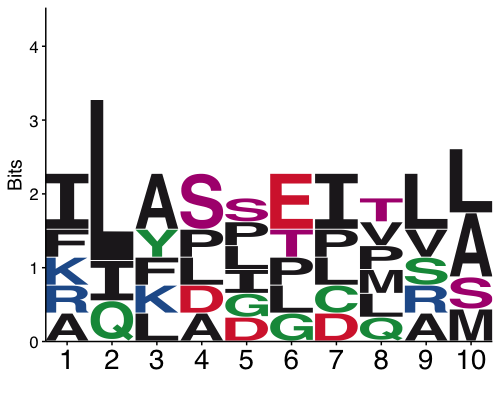 Bits
4
3
2
1
0
I F K R A
L I Q
A Y F K L
S P L D A
S P L I G D
E T P L G
I P L C D
T V P M L Q
L V S R A
L A S M
1 2 3 4 5 6 7 8 9 10